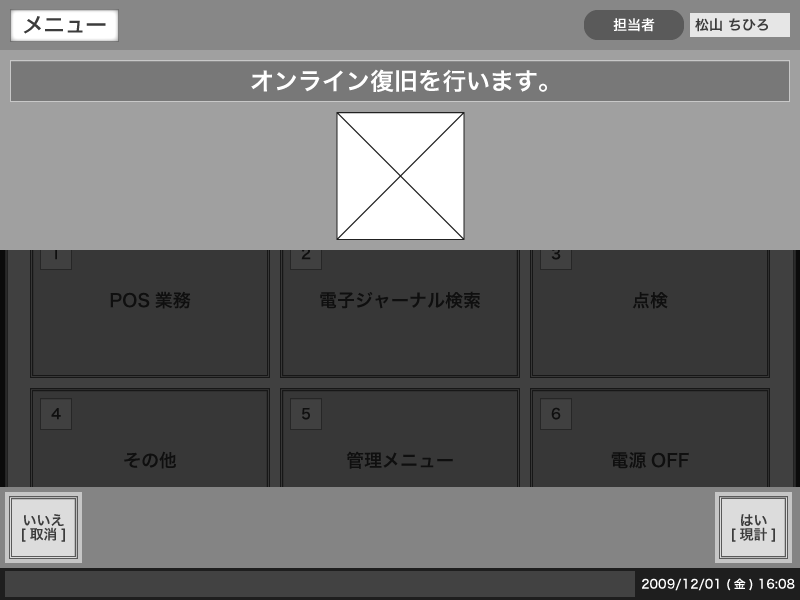 メニュー
担当者
松山 ちひろ
オンライン復旧を行います。
1
2
3
POS 業務
電子ジャーナル検索
点検
4
5
6
その他
管理メニュー
電源 OFF
いいえ
[ 取消 ]
はい
[ 現計 ]
2009/12/01 ( 金 ) 16:08